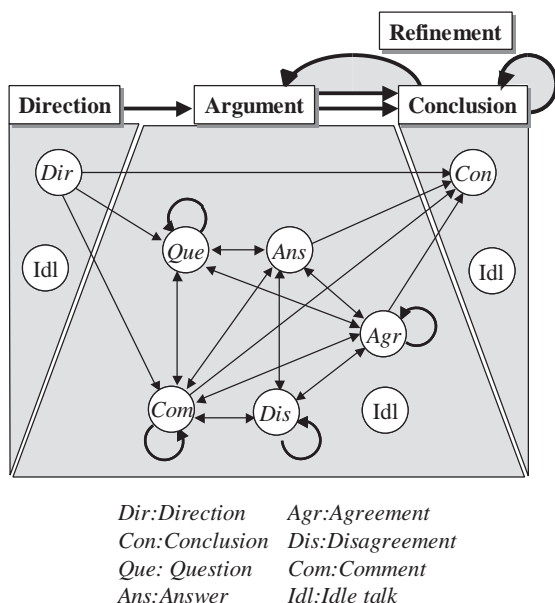 Refinement
Direction Argument Conclusion
Dir Con
Que Ans
Idl Idl
Agr
Com Dis Idl
Dir:Direction Agr:Agreement
Con:Conclusion Dis:Disagreement
Que: Question Com:Comment
Ans:Answer Idl:Idle talk